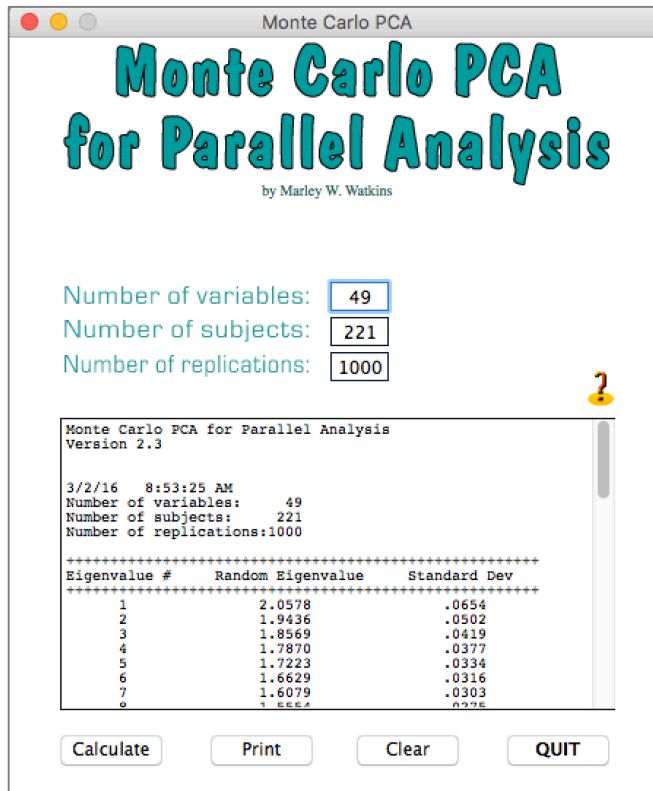 Monte Carlo PCA
Monte Carlo PCA
for Parallel Analysis
by Marley W. Watkins
Number of variables: 49
Number of subjects: 221
Number of replications: 1000
?
Monte Carlo PCA for Parallel Analysis
Version 2.3
3/2/16 8:53:25 AM
Number of variables: 49
Number of subjects: 221
Number of replications:1000
++++++++++++++++++++++++++++++++++++++++++++++++++++++
Eigenvalue # Random Eigenvalue Standard Dev
++++++++++++++++++++++++++++++++++++++++++++++++++++++
1 2.0578 .0654
2 1.9436 .0502
3 1.8569 .0419
4 1.7870 .0377
5 1.7223 .0334
6 1.6629 .0316
7 1.6079 .0303
Calculate Print Clear QUIT